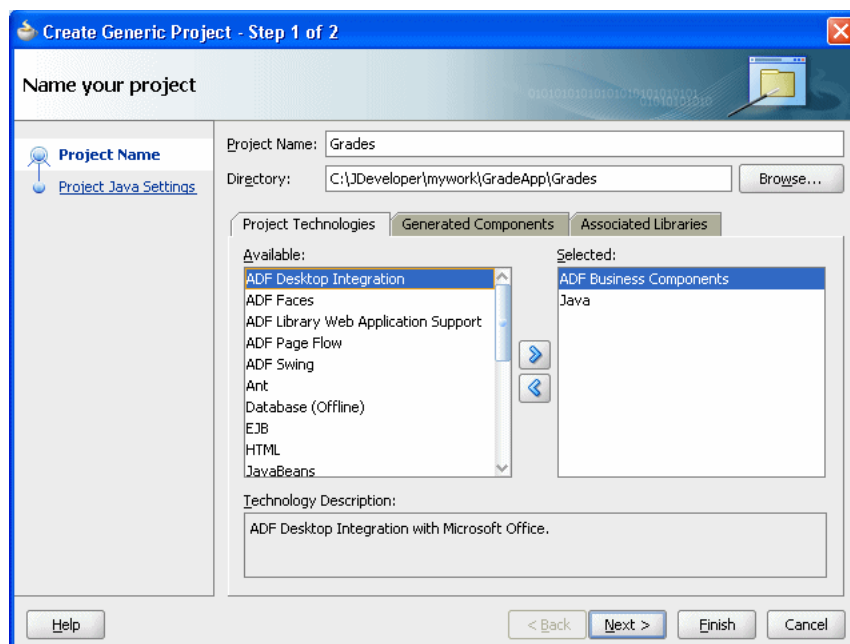 Create Generic Project - Step 1 of 2
Name your project
Project Name
Project Java Settings
Project Name: Grades
Directory: C:\JDeveloper\mywork\GradeApp\Grades Browse...
Project Technologies Generated Components Associated Libraries
Available:
ADF Desktop Integration
ADF Faces
ADF Library Web Application Support
ADF Page Flow
ADF Swing
Ant
Database (Offline)
EJB
HTML
JavaBeans
Selected:
ADF Business Components
Java
Technology Description:
ADF Desktop Integration with Microsoft Office.
Help < Back Next > Finish Cancel